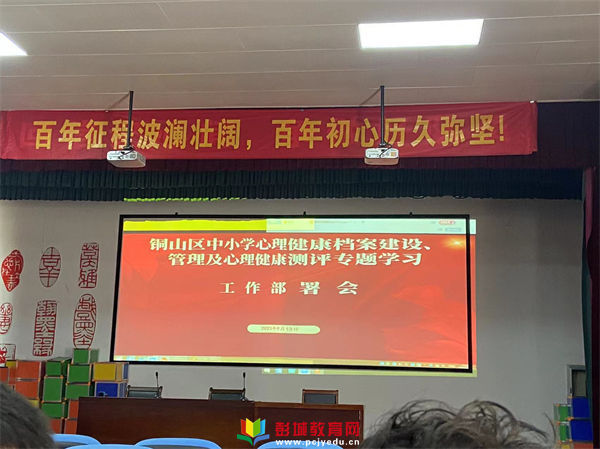 百年征程波澜壮阔，百年初心历久弥坚!
铜山区中小学心理健康档案建设、
管理及心理健康测评专题学习
工作部署会
彭城教育网
www.pcjyedu.cn